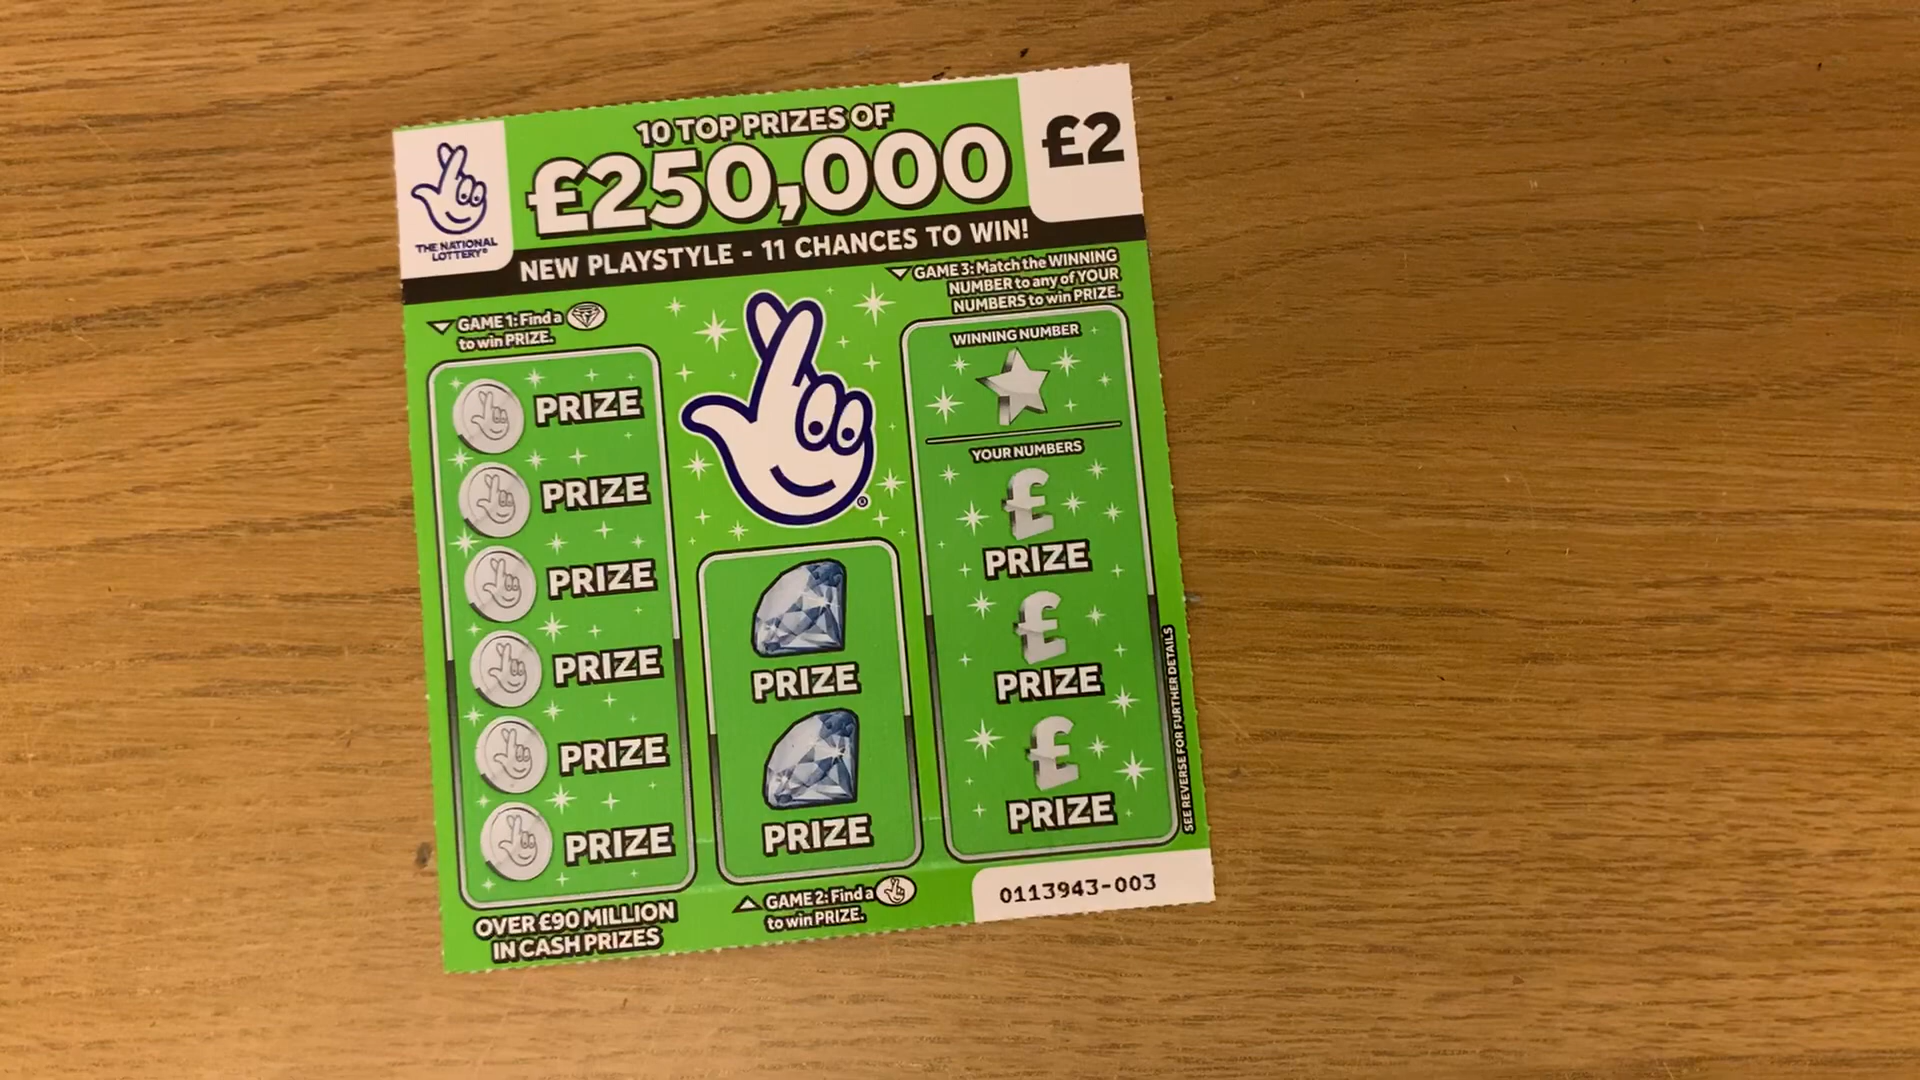 10 TOP PRIZES OF
£250,000
£2
THE NATIONAL
LOTTERY®
NEW PLAYSTYLE - 11 CHANCES TO WIN!
GAME 1: Find a
to win PRIZE.
PRIZE
PRIZE
PRIZE
PRIZE
PRIZE
PRIZE
OVER £90 MILLION
IN CASH PRIZES
®
PRIZE
PRIZE
GAME 2: Find a
to win PRIZE.
GAME 3: Match the WINNING
NUMBER to any of YOUR
NUMBERS to win PRIZE.
WINNING NUMBER
YOUR NUMBERS
£
PRIZE
£
PRIZE
£
PRIZE
SEE REVERSE FOR FURTHER DETAILS
0113943-003